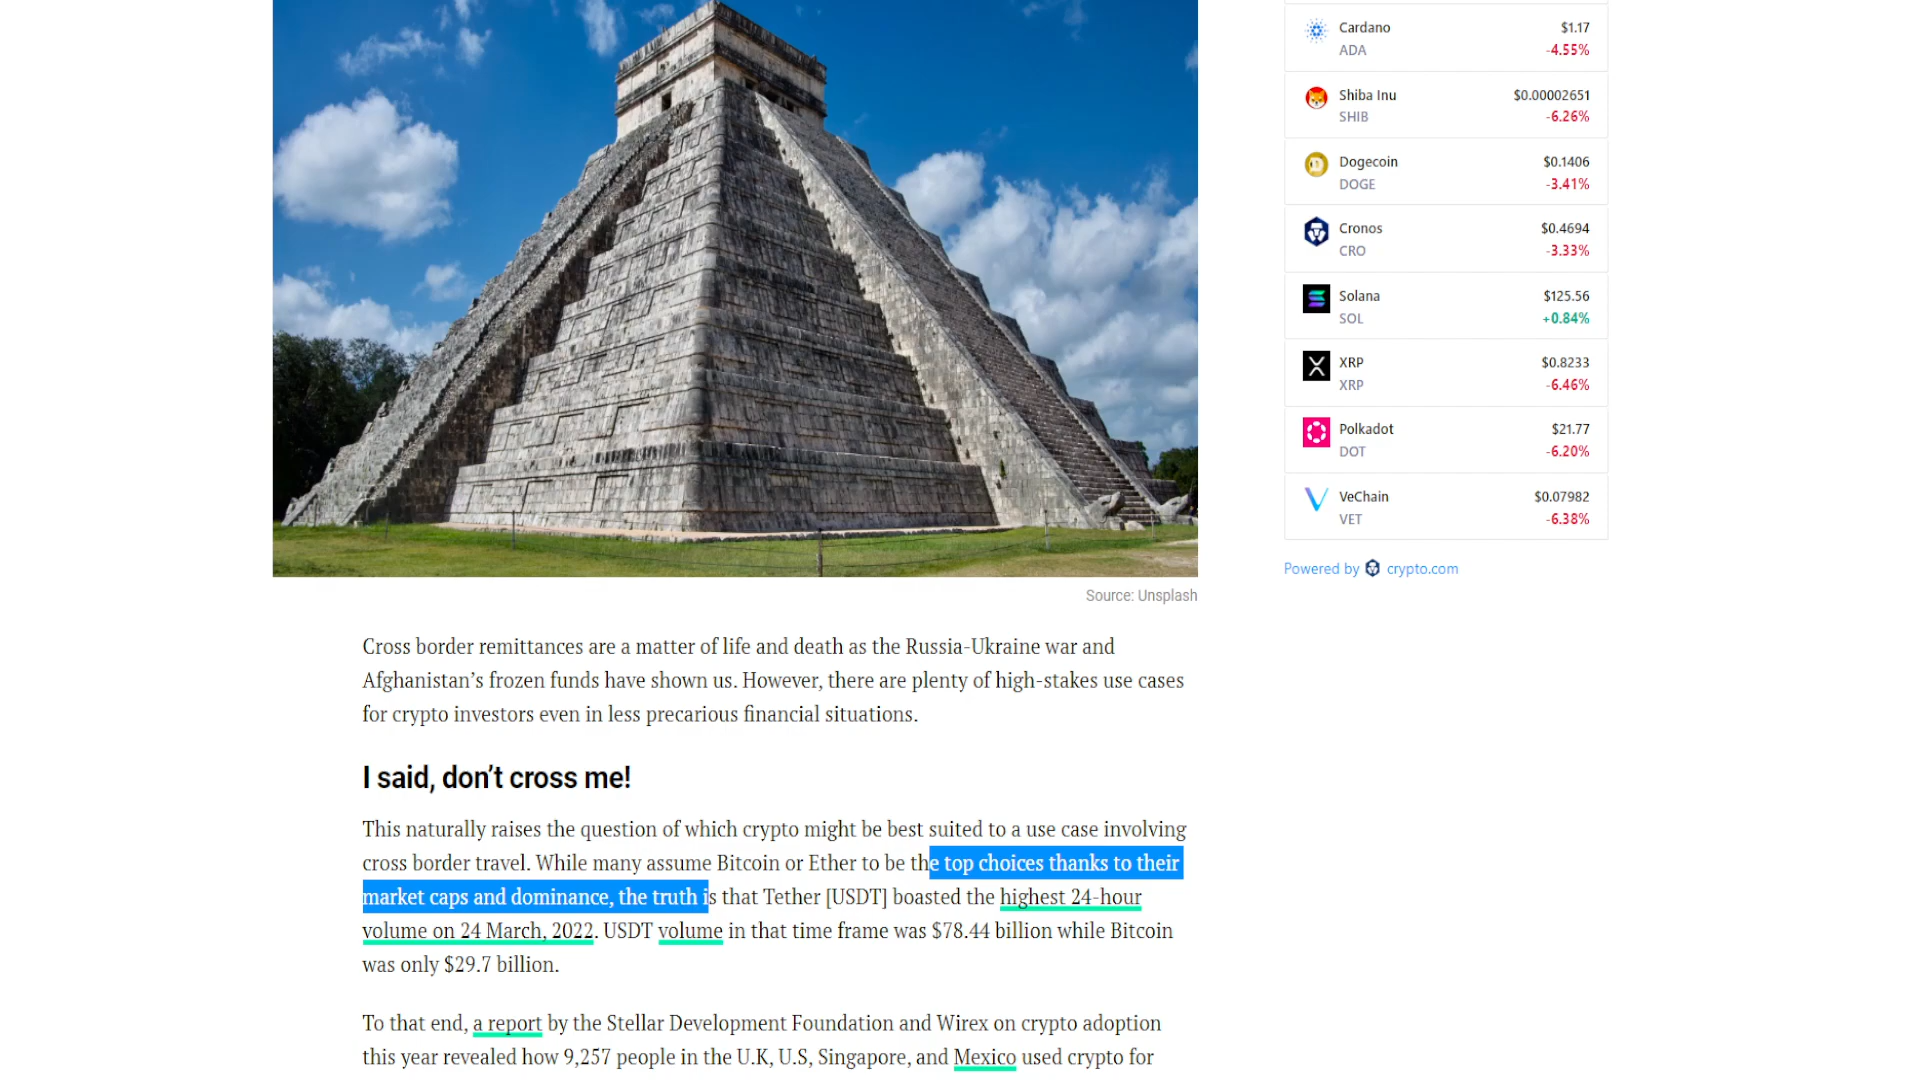 Cardano $1.17
ADA -4.55%
Shiba Inu $0.00002651
SHIB -6.26%
Dogecoin $0.1406
DOGE -3.41%
Cronos $0.4694
CRO -3.33%
Solana $125.56
SOL +0.84%
XRP $0.8233
XRP -6.46%
Polkadot $21.77
DOT -6.20%
VeChain $0.07982
VET -6.38%
Powered by crypto.com
Source: Unsplash
Cross border remittances are a matter of life and death as the Russia-Ukraine war and
Afghanistan’s frozen funds have shown us. However, there are plenty of high-stakes use cases
for crypto investors even in less precarious financial situations.
I said, don’t cross me!
This naturally raises the question of which crypto might be best suited to a use case involving
cross border travel. While many assume Bitcoin or Ether to be the top choices thanks to their
market caps and dominance, the truth is that Tether [USDT] boasted the highest 24-hour
volume on 24 March, 2022. USDT volume in that time frame was $78.44 billion while Bitcoin
was only $29.7 billion.
To that end, a report by the Stellar Development Foundation and Wirex on crypto adoption
this year revealed how 9,257 people in the U.K, U.S, Singapore, and Mexico used crypto for